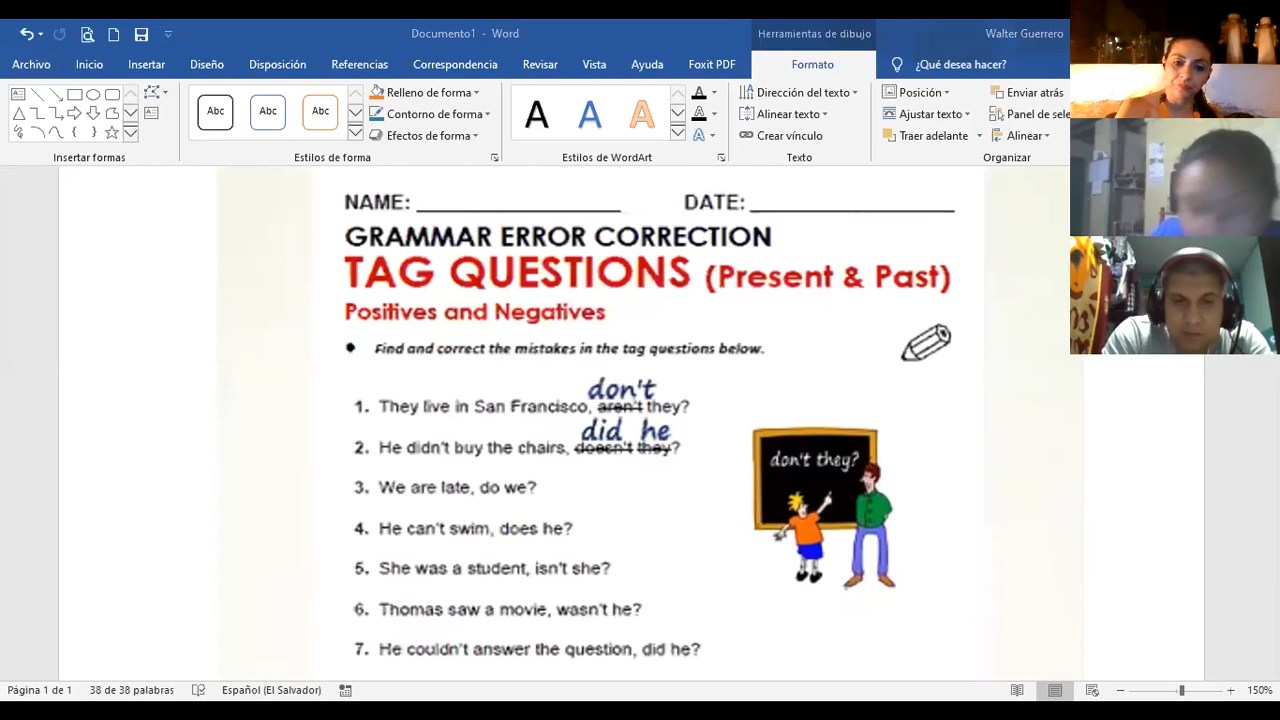 Documento1 - Word
Herramientas de dibujo
Walter Guerrero
Archivo Inicio Insertar Diseño Disposición Referencias Correspondencia Revisar Vista Ayuda Foxit PDF Formato ¿Qué desea hacer?
Abc Abc Abc
Relleno de forma
Contorno de forma
Efectos de forma
A A A
A
A
A
Dirección del texto
Alinear texto
Crear vínculo
Posición
Ajustar texto
Traer adelante
Enviar atrás
Panel de sele
Alinear
Insertar formas
Estilos de forma
Estilos de WordArt
Texto
Organizar
NAME: ____________________ DATE: ____________________
GRAMMAR ERROR CORRECTION
TAG QUESTIONS (Present & Past)
Positives and Negatives
● Find and correct the mistakes in the tag questions below.
don't
1. They live in San Francisco, aren't they?
did he
2. He didn't buy the chairs, doesn't they?
3. We are late, do we?
4. He can't swim, does he?
5. She was a student, isn't she?
6. Thomas saw a movie, wasn't he?
7. He couldn't answer the question, did he?
don't they?
Página 1 de 1
38 de 38 palabras
Español (El Salvador)
150%